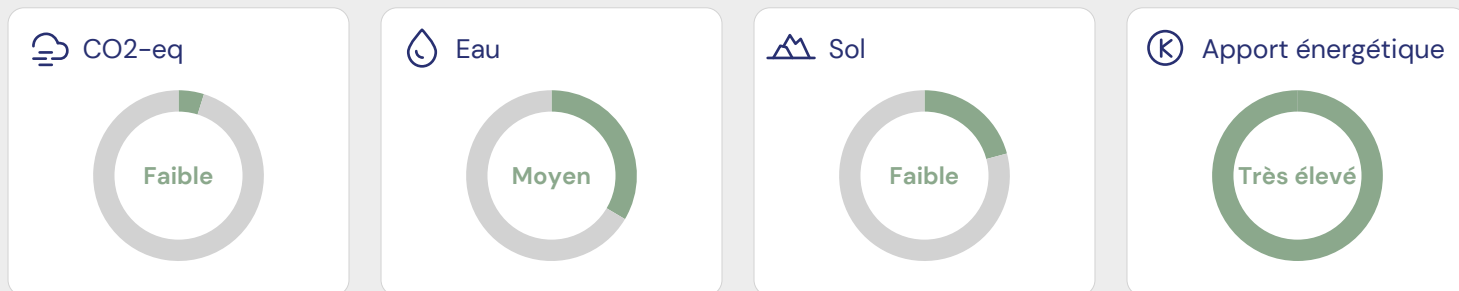 CO2-eq
Faible
Eau
Moyen
Sol
Faible
K Apport énergétique
Très élevé